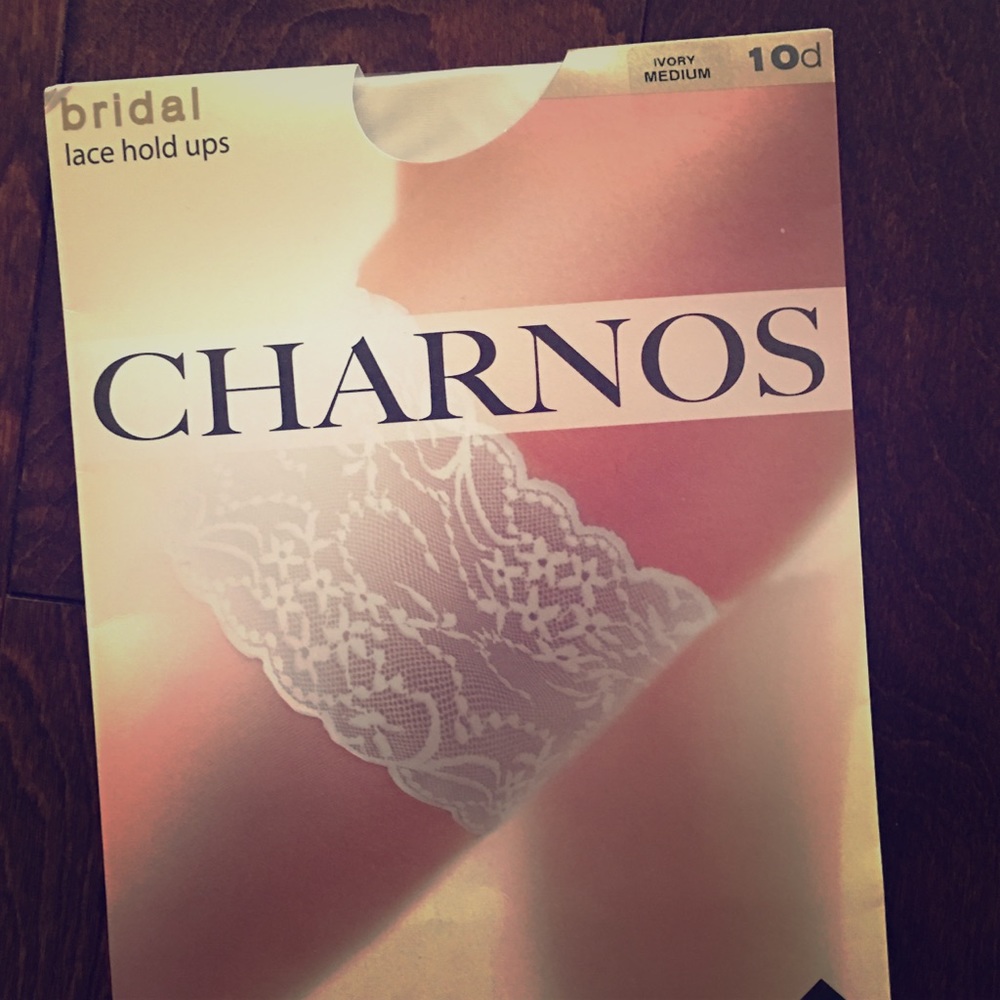 bridal
lace hold ups
IVORY
MEDIUM
10d
CHARNOS